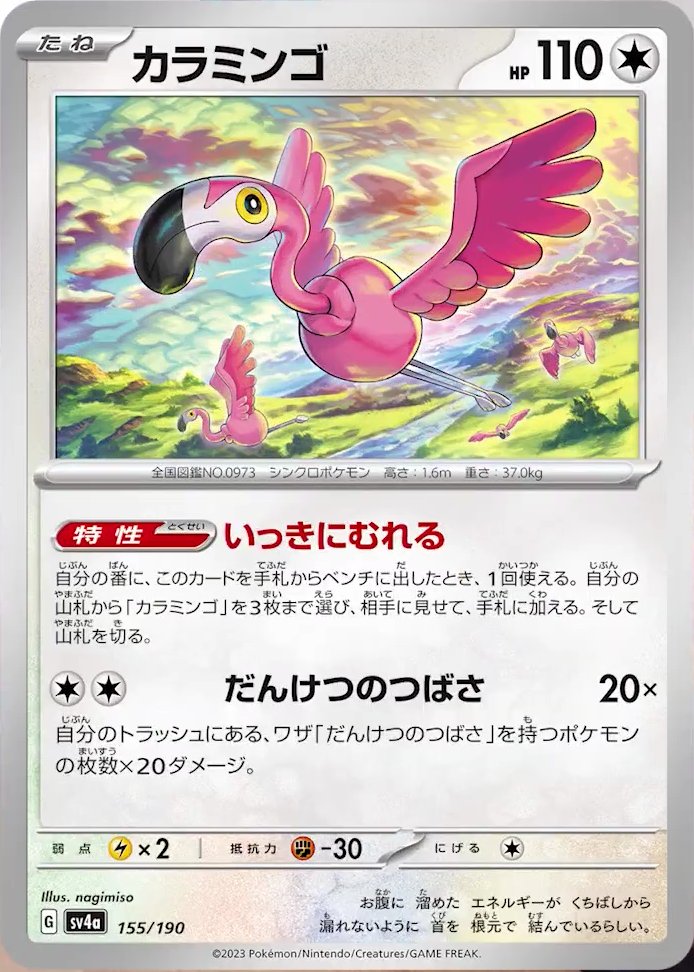 たね カラミンゴ HP 110
全国図鑑NO.0973 シンクロポケモン 高さ:1.6m 重さ:37.0kg
特性 とくせい いっきにむれる
自分の番に、このカードを手札からベンチに出したとき、1回使える。自分の
山札から「カラミンゴ」を3枚まで選び、相手に見せて、手札に加える。そして
山札を切る。
だんけつのつばさ 20×
自分のトラッシュにある、ワザ「だんけつのつばさ」を持つポケモン
の枚数×20ダメージ。
弱点 ×2 抵抗力 -30 にげる
Illus. nagimiso
お腹に 溜めた エネルギーが くちばしから
漏れないように 首を 根元で 結んでいるらしい。
G sv4a 155/190
©2023 Pokémon/Nintendo/Creatures/GAME FREAK.